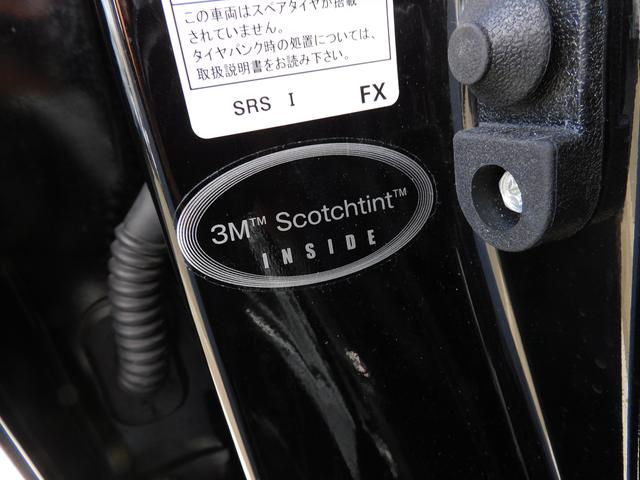 この車両はスペアタイヤが搭載
されていません。
タイヤパンク時の処置については、
取扱説明書をお読み下さい。
SRS I FX
3M™ Scotchtint™
INSIDE